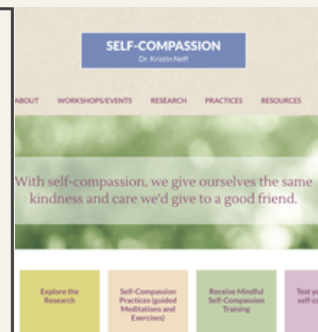 SELF-COMPASSION
Dr. Kristin Neff
ABOUT WORKSHOPS/EVENTS RESEARCH PRACTICES RESOURCES
With self-compassion, we give ourselves the same
kindness and care we'd give to a good friend.
Explore the
Research
Self-Compassion
Practices (guided
Meditations and
Exercises)
Receive Mindful
Self-Compassion
Training